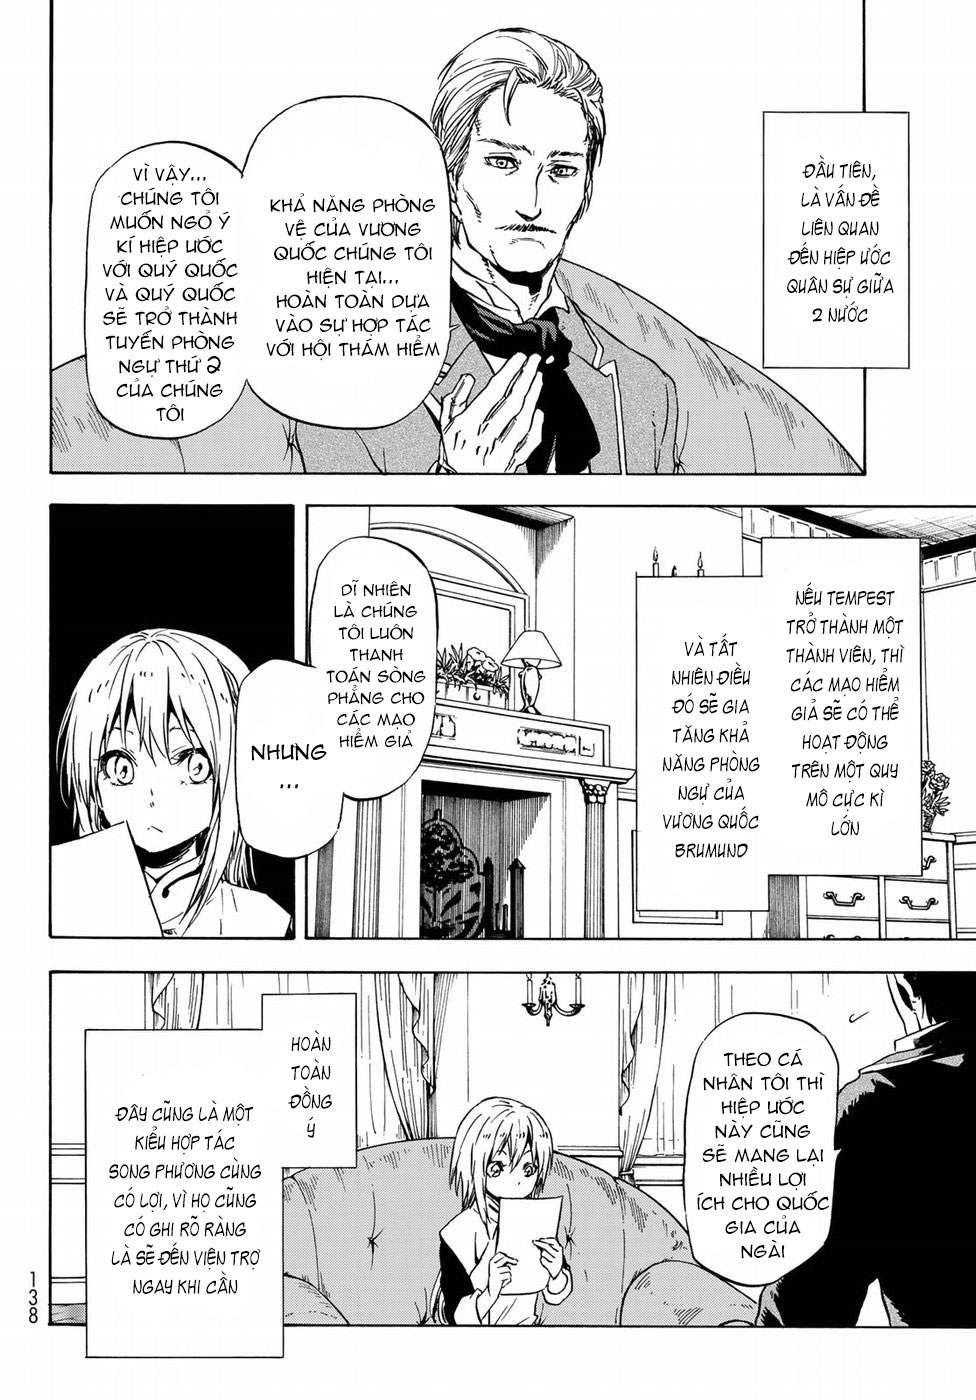 ĐẦU TIÊN,
LÀ VẤN ĐỀ
LIÊN QUAN
ĐẾN HIỆP ƯỚC
QUÂN SỰ GIỮA
2 NƯỚC
KHẢ NĂNG PHÒNG
VỆ CỦA VƯƠNG
QUỐC CHÚNG TÔI
HIỆN TẠI...
HOÀN TOÀN DỰA
VÀO SỰ HỢP TÁC
VỚI HỘI THÁM HIỂM
VÌ VẬY...
CHÚNG TÔI
MUỐN NGỎ Ý
KÍ HIỆP ƯỚC
VỚI QUÝ QUỐC
VÀ QUÝ QUỐC
SẼ TRỞ THÀNH
TUYẾN PHÒNG
NGỰ THỨ 2
CỦA CHÚNG
TÔI
NẾU TEMPEST
TRỞ THÀNH MỘT
THÀNH VIÊN, THÌ
CÁC MẠO HIỂM
GIẢ SẼ CÓ THỂ
HOẠT ĐỘNG
TRÊN MỘT QUY
MÔ CỰC KÌ
LỚN
VÀ TẤT
NHIÊN ĐIỀU
ĐÓ SẼ GIA
TĂNG KHẢ
NĂNG PHÒNG
NGỰ CỦA
VƯƠNG QUỐC
BRUMUND
DĨ NHIÊN
LÀ CHÚNG
TÔI LUÔN
THANH
TOÁN SÒNG
PHẲNG CHO
CÁC MẠO
HIỂM GIẢ
NHƯNG
...
THEO CÁ
NHÂN TÔI THÌ
HIỆP ƯỚC
NÀY CŨNG
SẼ MANG LẠI
NHIỀU LỢI
ÍCH CHO QUỐC
GIA CỦA
NGÀI
HOÀN
TOÀN
ĐỒNG
Ý
ĐÂY CŨNG LÀ MỘT
KIỂU HỢP TÁC
SONG PHƯƠNG CÙNG
CÓ LỢI, VÌ HỌ CŨNG
CÓ GHI RÕ RÀNG
LÀ SẼ ĐẾN VIỆN TRỢ
NGAY KHI CẦN
138